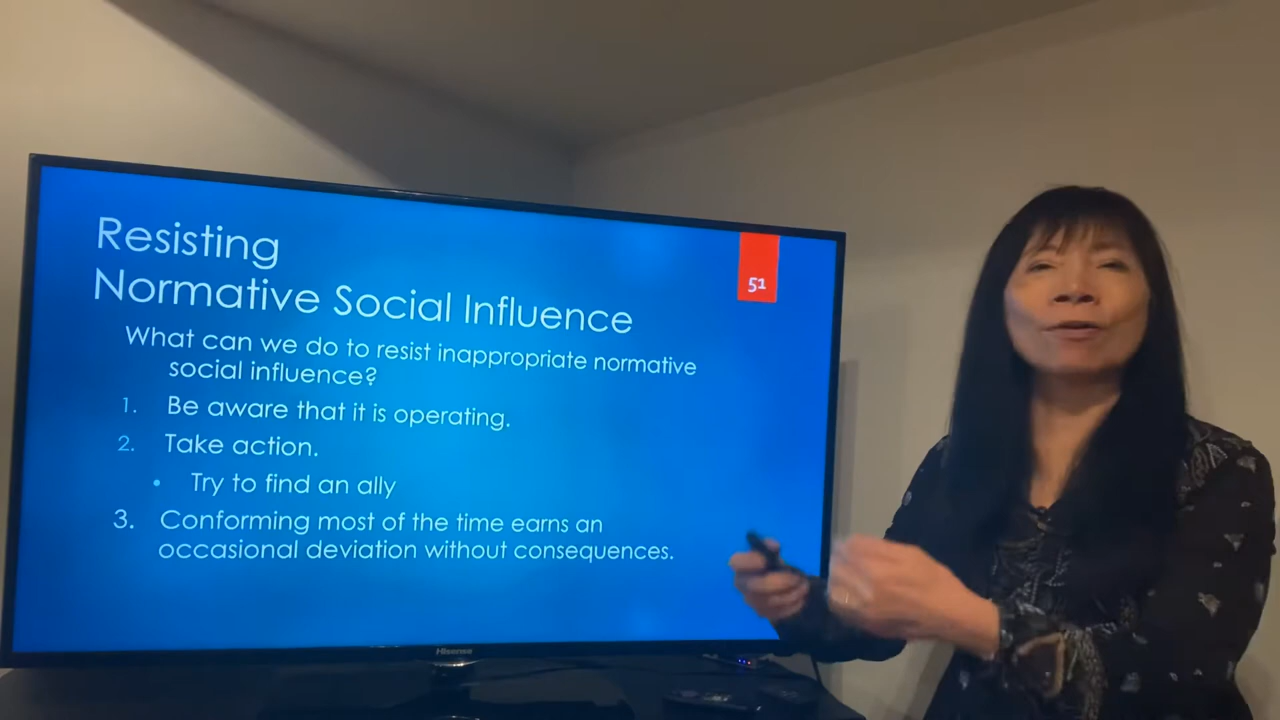 Resisting
Normative Social Influence
51
What can we do to resist inappropriate normative
social influence?
1. Be aware that it is operating.
2. Take action.
• Try to find an ally
3. Conforming most of the time earns an
occasional deviation without consequences.
Hisense